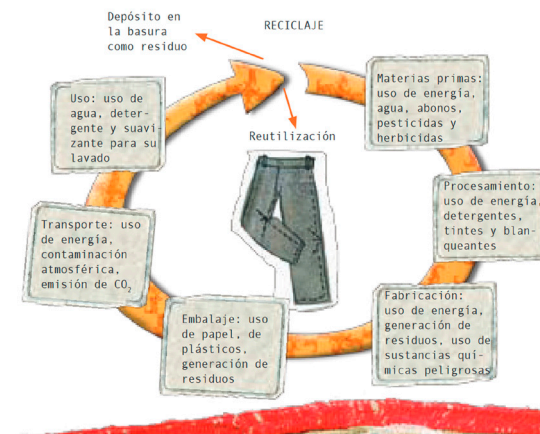 Depósito en
la basura
como residuo
RECICLAJE
Materias primas:
uso de energía,
agua, abonos,
pesticidas y
herbicidas
Procesamiento:
uso de energía,
detergentes,
tintes y blan-
queantes
Fabricación:
uso de energía,
generación de
residuos, uso de
sustancias quí-
micas peligrosas
Embalaje: uso
de papel, de
plásticos,
generación de
residuos
Transporte: uso
de energía,
contaminación
atmosférica,
emisión de CO₂
Uso: uso de
agua, deter-
gente y suavi-
zante para su
lavado
Reutilización